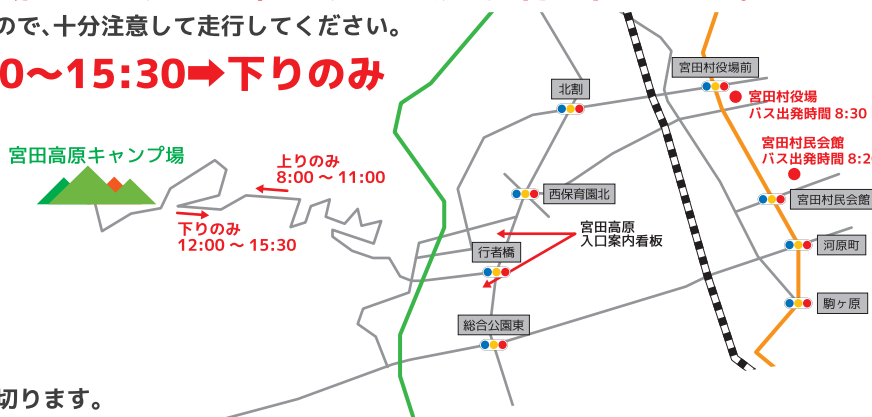 ので、十分注意して走行してください。
0〜15:30➡下りのみ
宮田村役場前
北割
宮田村役場
バス出発時間 8:30
宮田高原キャンプ場
上りのみ
8:00 〜 11:00
宮田村民会館
バス出発時間 8:2
西保育園北
宮田村民会館
下りのみ
12:00 〜 15:30
宮田高原
入口案内看板
行者橋
河原町
駒ヶ原
総合公園東
切ります。